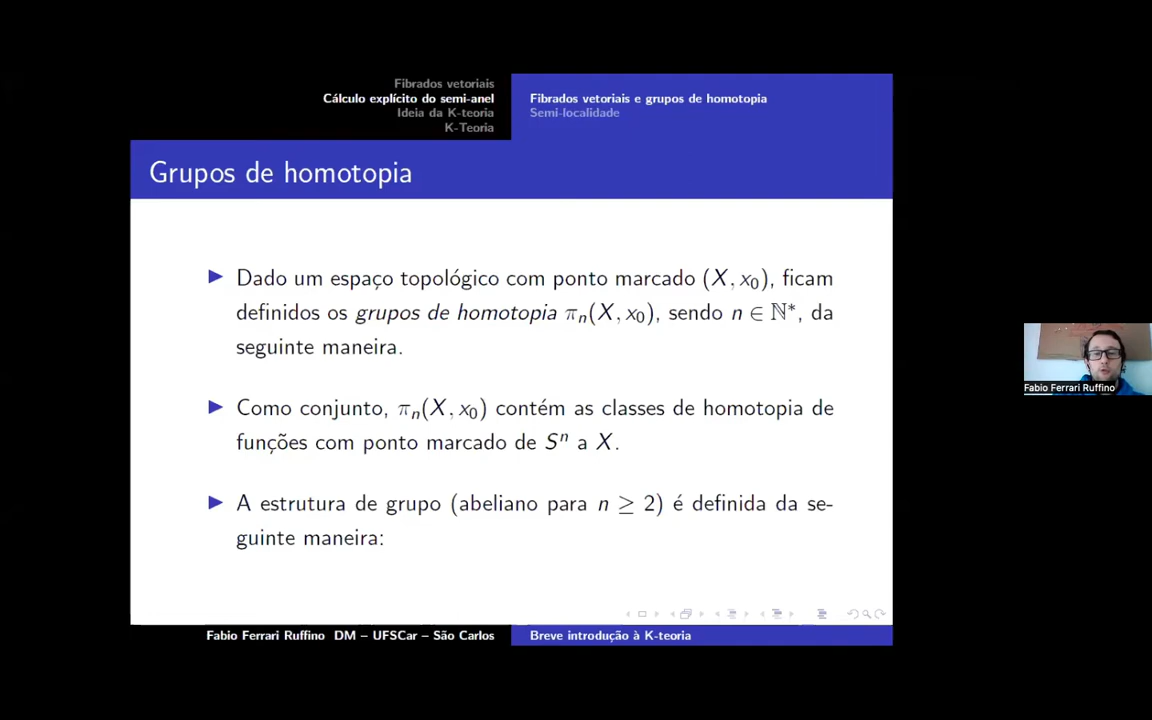 Fibrados vetoriais
Cálculo explícito do semi-anel
Ideia da K-teoria
K-Teoria
Fibrados vetoriais e grupos de homotopia
Semi-localidade
Grupos de homotopia
Dado um espaço topológico com ponto marcado (X, x₀), ficam
definidos os grupos de homotopia πₙ(X, x₀), sendo n ∈ ℕ*, da
seguinte maneira.
Como conjunto, πₙ(X, x₀) contém as classes de homotopia de
funções com ponto marcado de Sⁿ a X.
A estrutura de grupo (abeliano para n ≥ 2) é definida da se-
guinte maneira:
Fabio Ferrari Ruffino DM – UFSCar – São Carlos
Breve introdução à K-teoria
Fabio Ferrari Ruffino